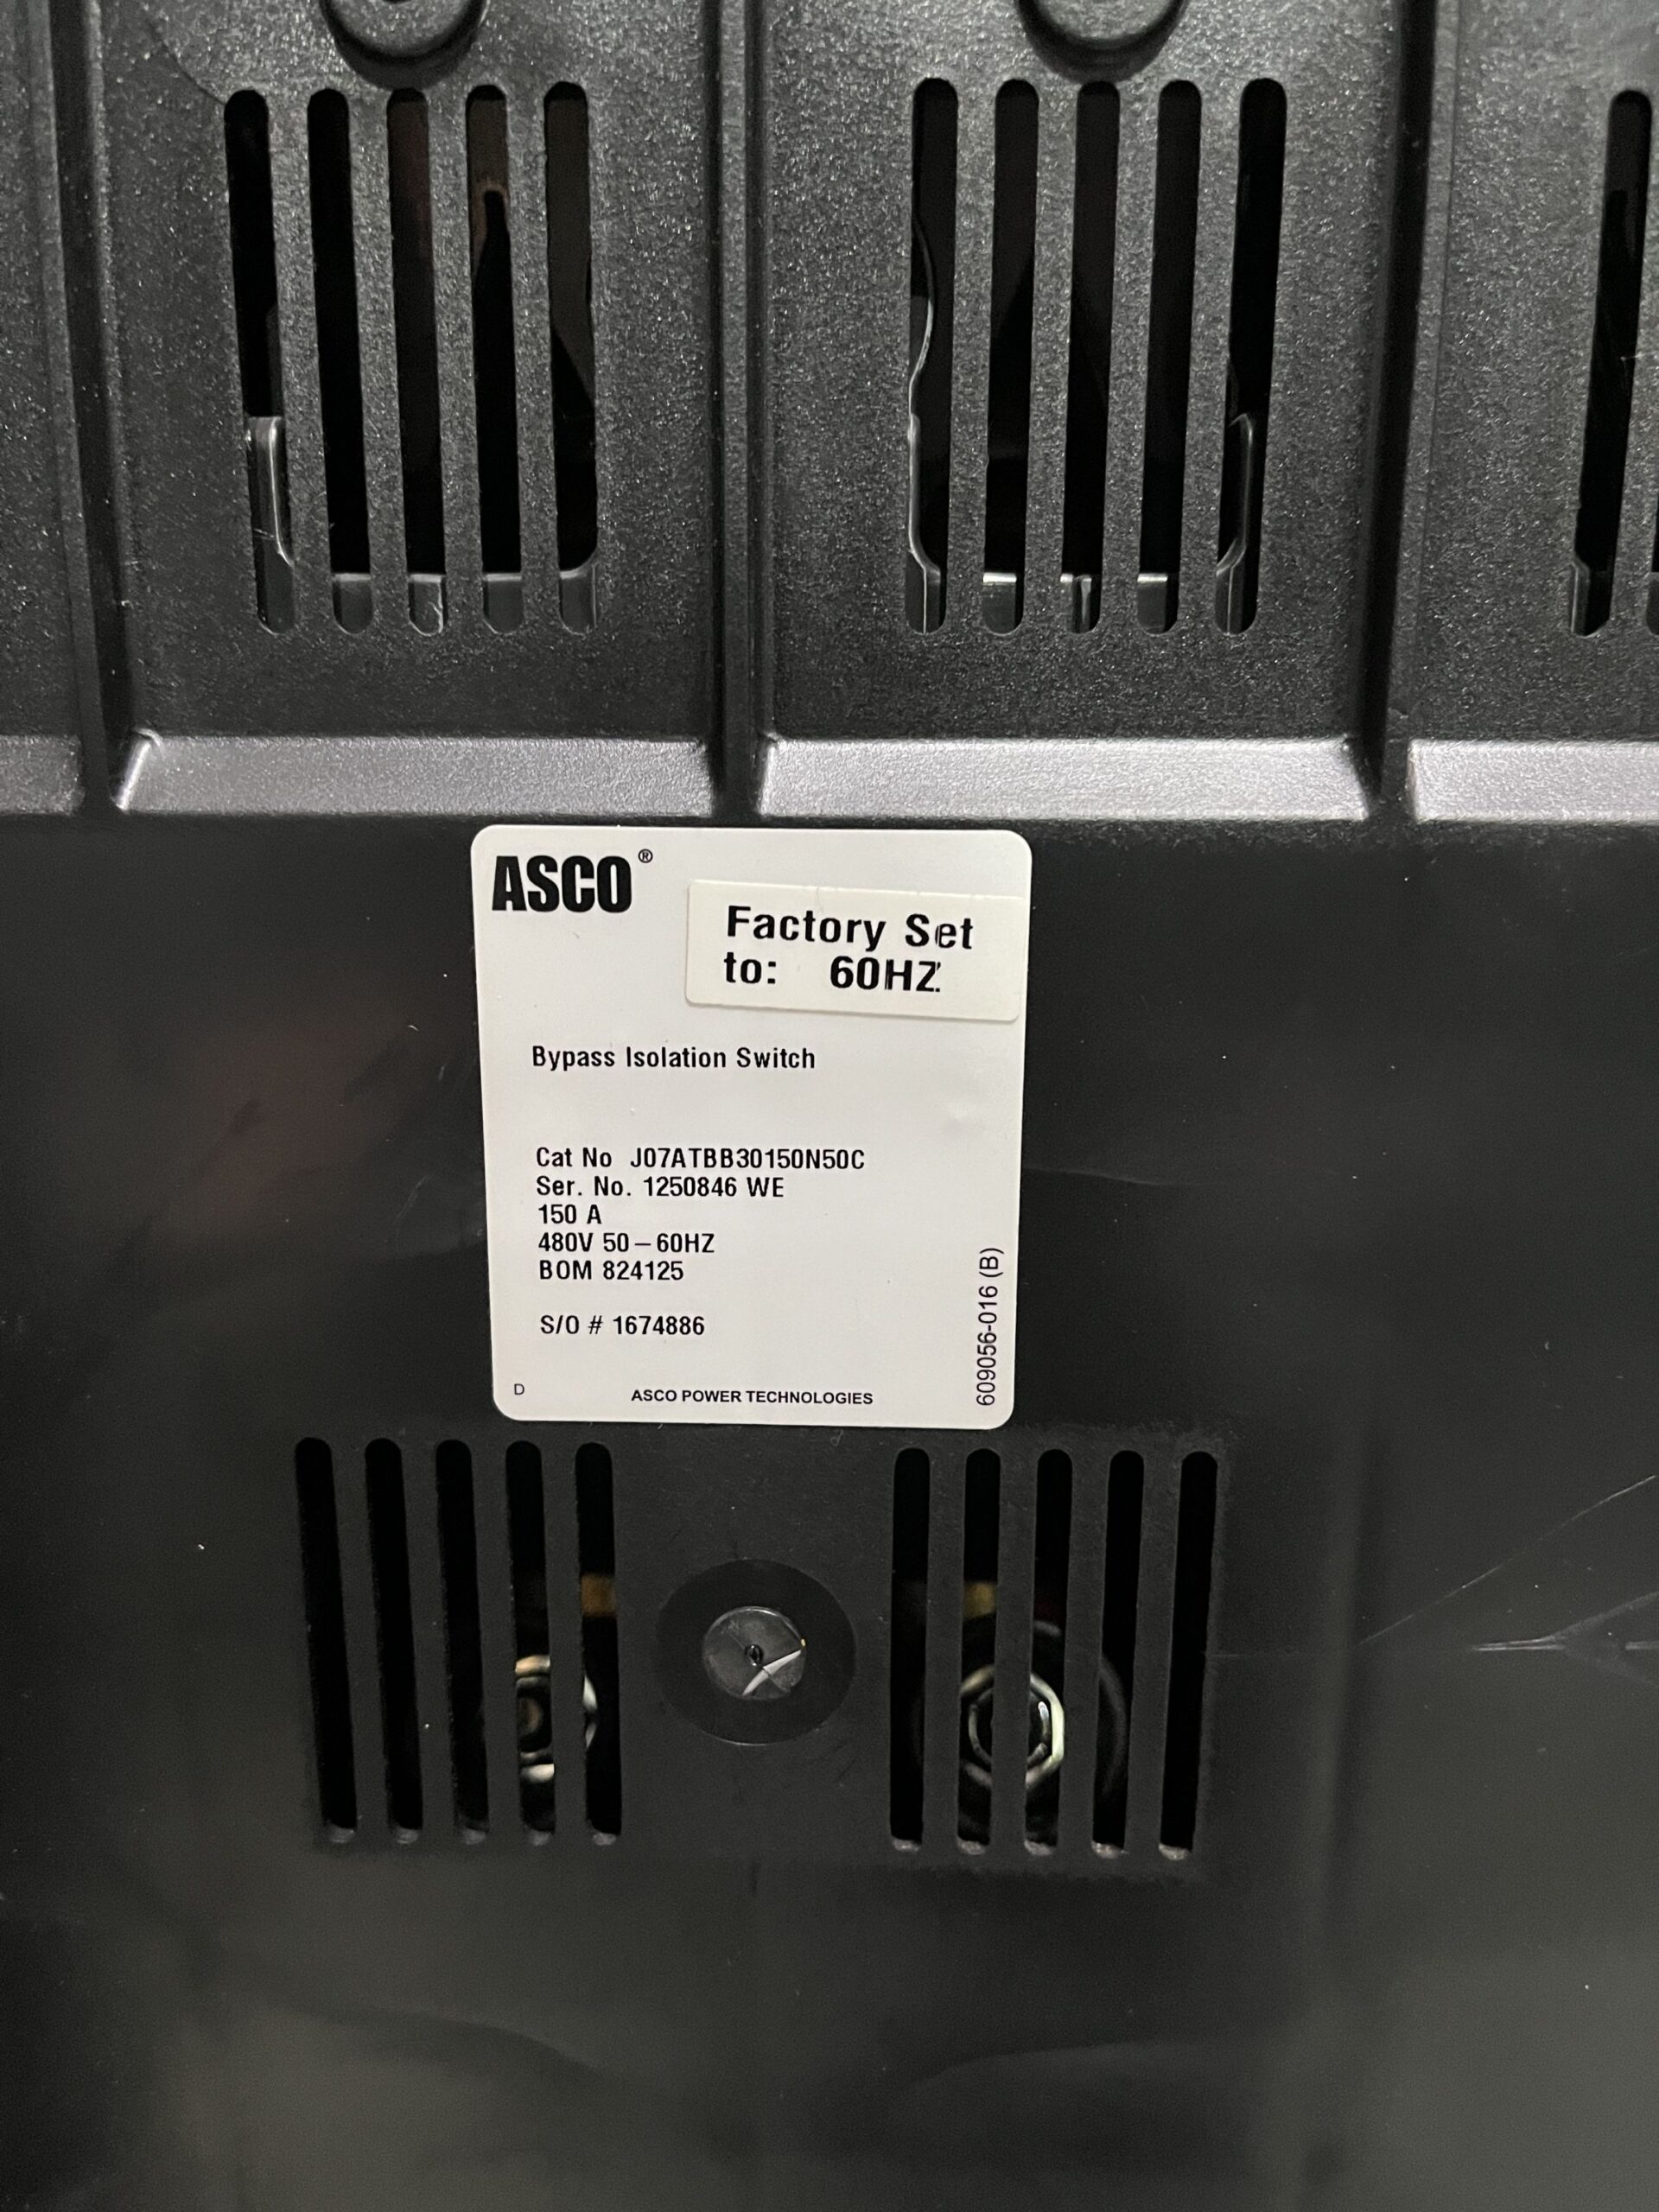 ASCO®
Factory Set
to: 60HZ.
Bypass Isolation Switch
Cat No J07ATBB30150N50C
Ser. No. 1250846 WE
150 A
480V 50–60HZ
BOM 824125
S/O # 1674886
609056-016 (B)
D
ASCO POWER TECHNOLOGIES